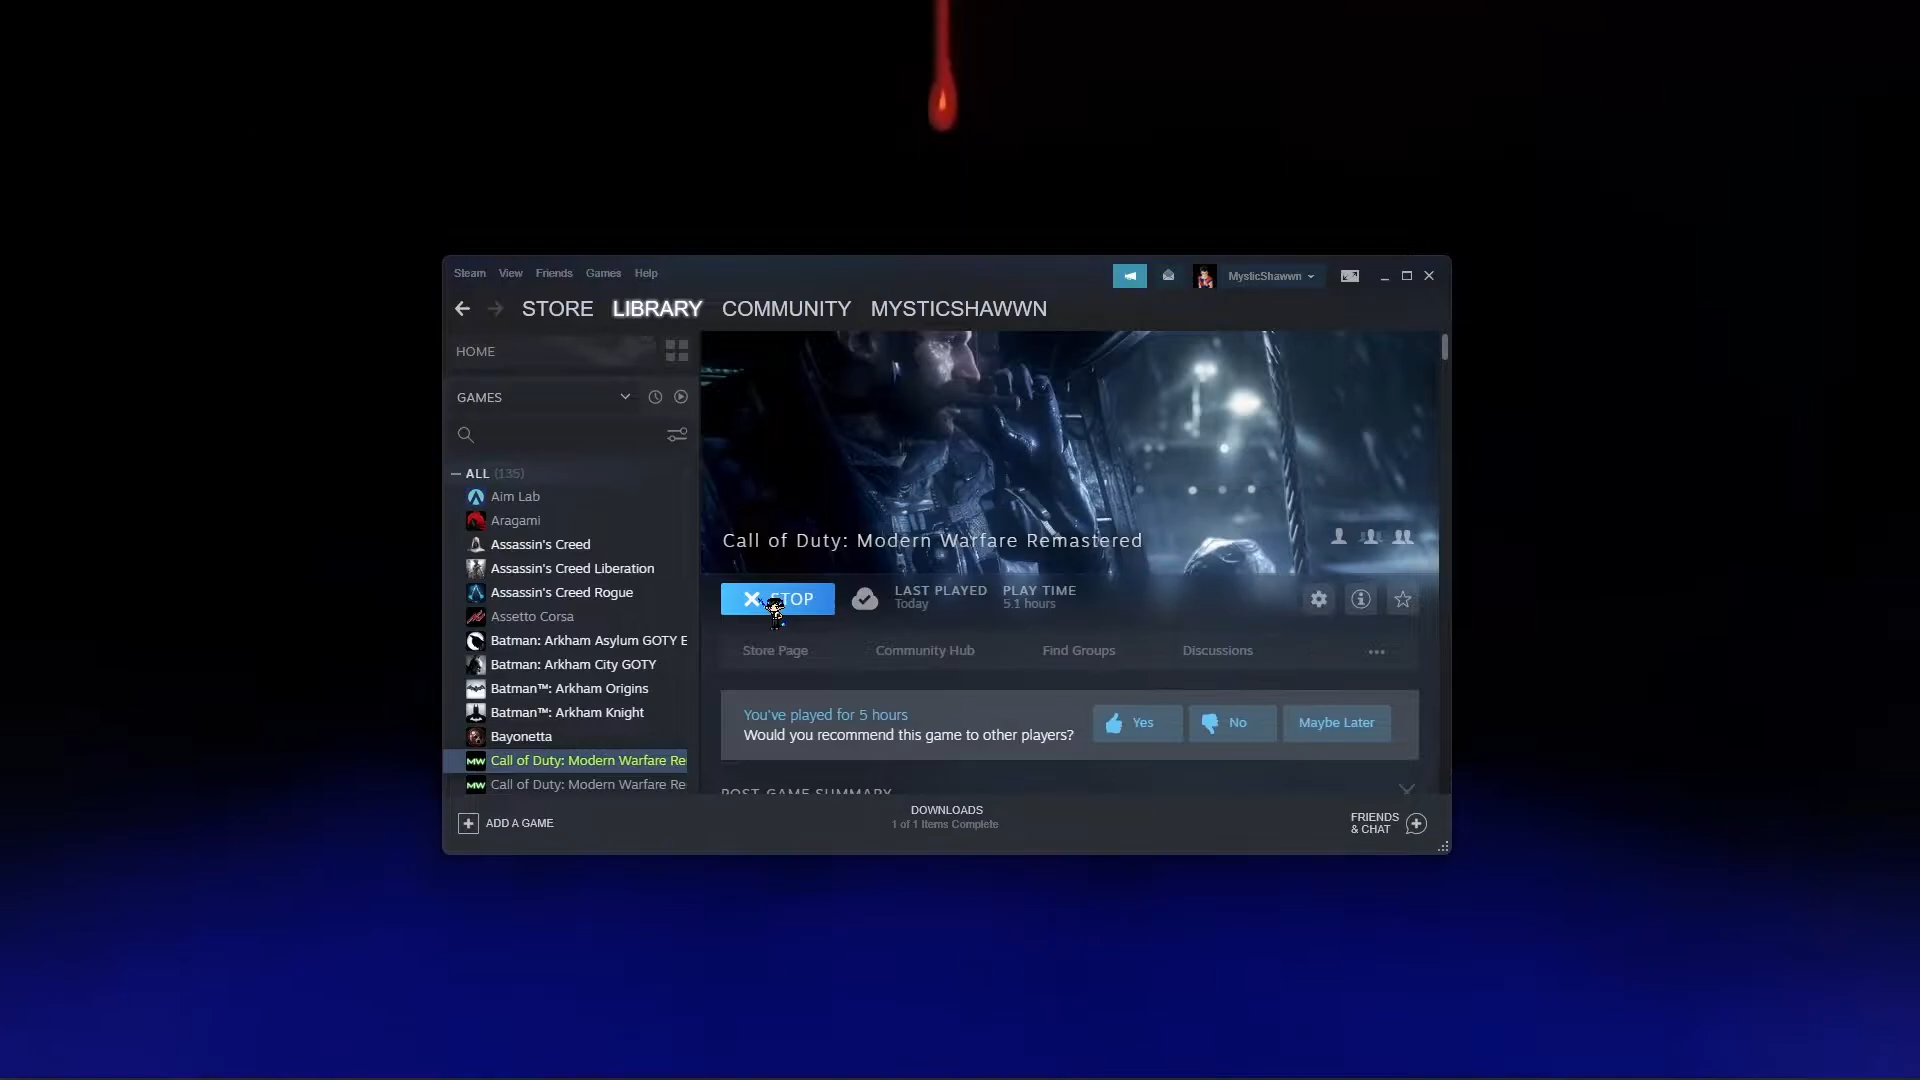 Steam View Friends Games Help
MysticShawwn
STORE LIBRARY COMMUNITY MYSTICSHAWWN
HOME
GAMES
ALL (135)
Aim Lab
Aragami
Assassin's Creed
Assassin's Creed Liberation
Assassin's Creed Rogue
Assetto Corsa
Batman: Arkham Asylum GOTY E
Batman: Arkham City GOTY
Batman™: Arkham Origins
Batman™: Arkham Knight
Bayonetta
MW Call of Duty: Modern Warfare Re
MW Call of Duty: Modern Warfare Re
ADD A GAME
Call of Duty: Modern Warfare Remastered
STOP
LAST PLAYED
Today
PLAY TIME
5.1 hours
Store Page Community Hub Find Groups Discussions
You've played for 5 hours
Would you recommend this game to other players?
Yes No Maybe Later
POST-GAME SUMMARY
DOWNLOADS
1 of 1 Items Complete
FRIENDS
& CHAT